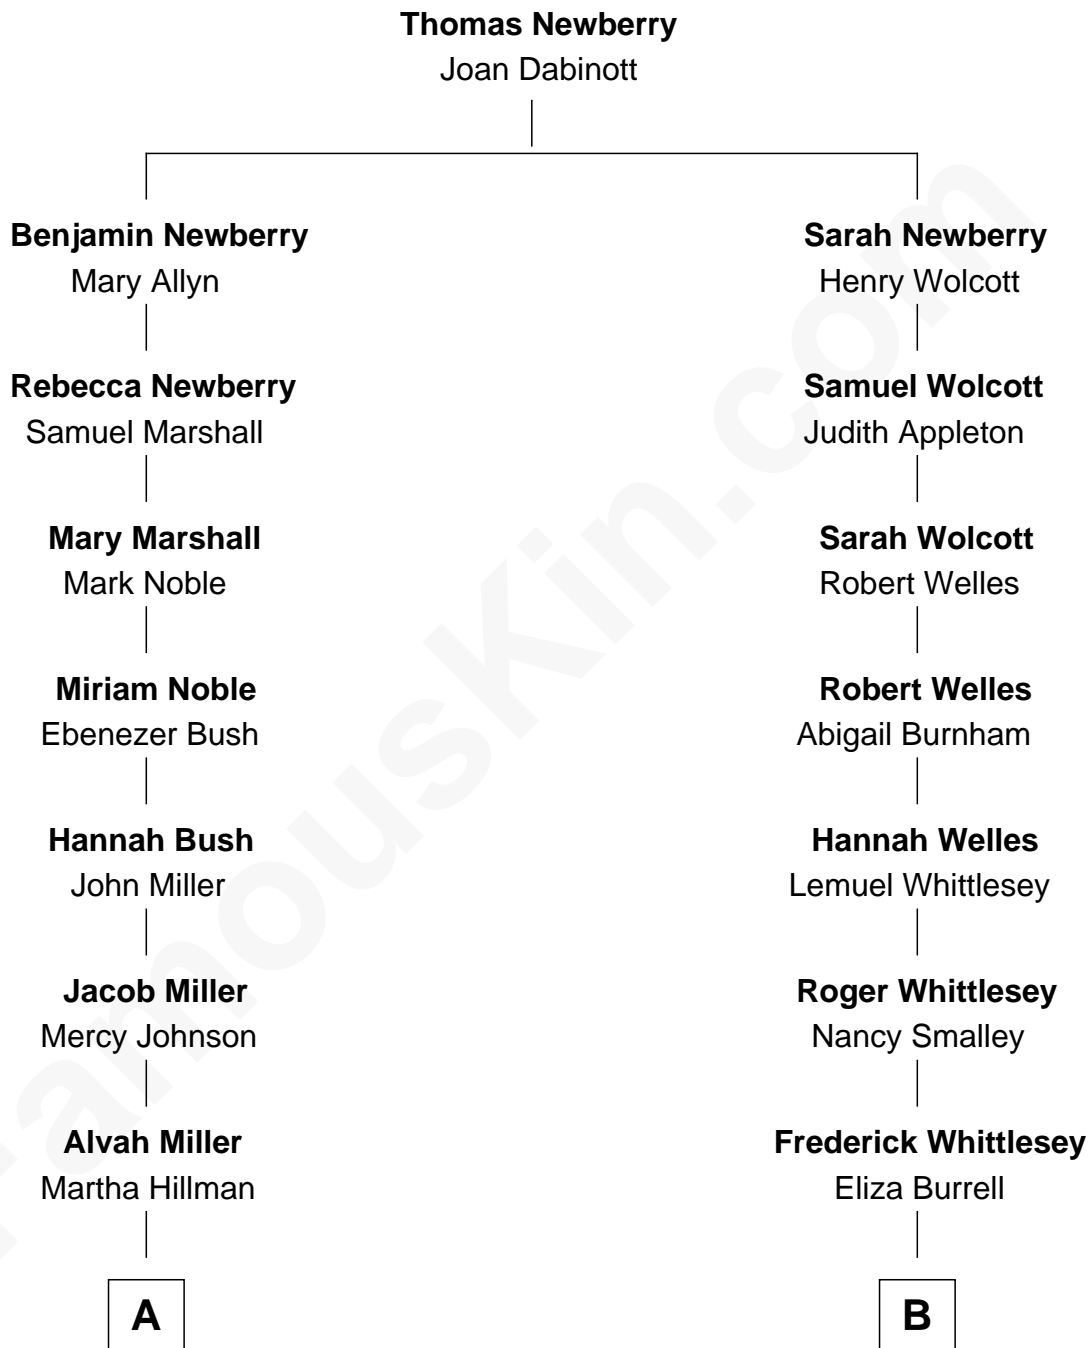 Thomas Newberry
Joan Dabinott
Benjamin Newberry
Mary Allyn
Sarah Newberry
Henry Wolcott
Rebecca Newberry
Samuel Marshall
Samuel Wolcott
Judith Appleton
Mary Marshall
Mark Noble
Sarah Wolcott
Robert Welles
Miriam Noble
Ebenezer Bush
Robert Welles
Abigail Burnham
Hannah Bush
John Miller
Hannah Welles
Lemuel Whittlesey
Jacob Miller
Mercy Johnson
Roger Whittlesey
Nancy Smalley
Alvah Miller
Martha Hillman
Frederick Whittlesey
Eliza Burrell
A
B
FamousKin.com